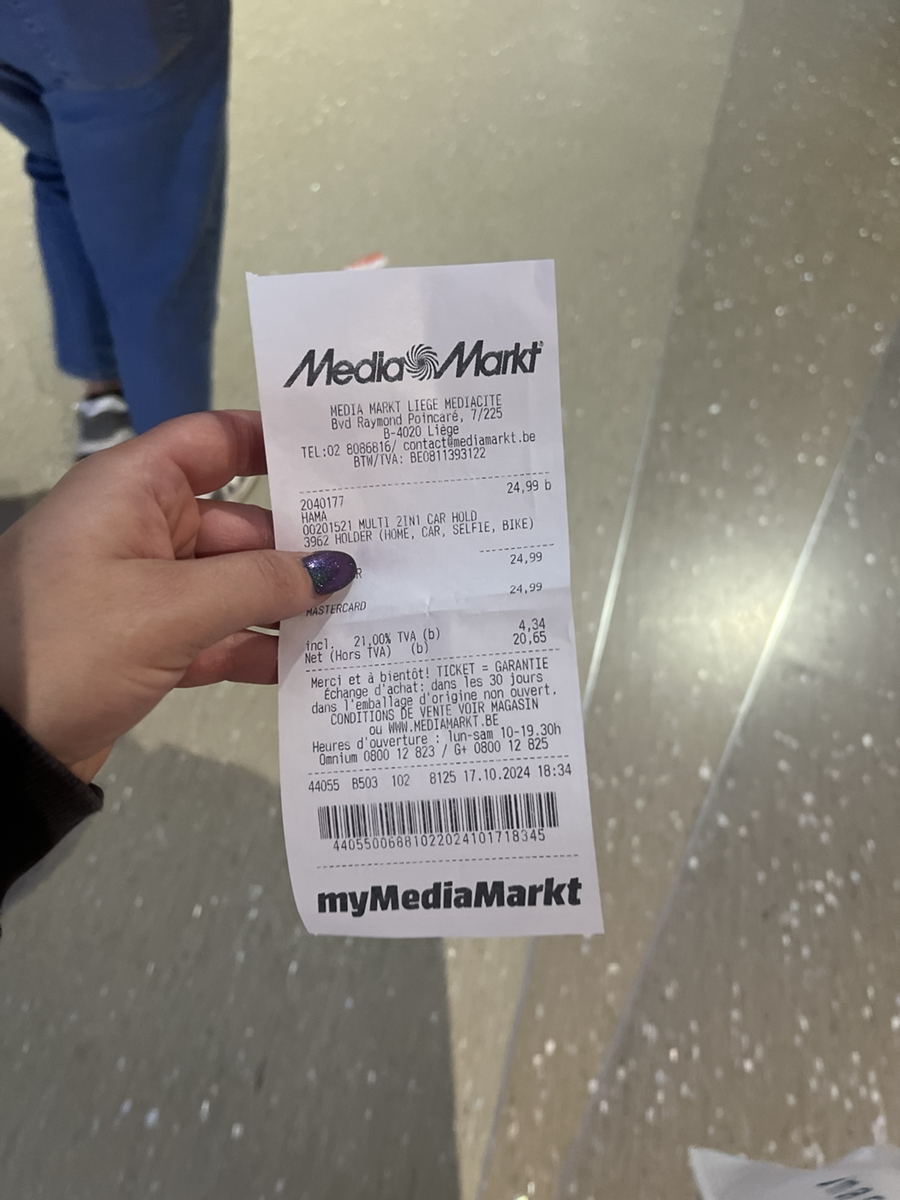 Media Markt
MEDIA MARKT LIEGE MEDIACITE
Bvd Raymond Poincaré, 7/225
B-4020 Liège
TEL:02 8086816/ contact@mediamarkt.be
BTW/TVA: BE0811393122
2040177 24,99 b
HAMA
00201521 MULTI 2IN1 CAR HOLD
3962 HOLDER (HOME, CAR, SELFIE, BIKE)
24,99
24,99
MASTERCARD
incl. 21,00% TVA (b) 4,34
Net (Hors TVA) (b) 20,65
Merci et à bientôt! TICKET = GARANTIE
Échange d'achat: dans les 30 jours
dans l'emballage d'origine non ouvert.
CONDITIONS DE VENTE VOIR MAGASIN
ou WWW.MEDIAMARKT.BE
Heures d'ouverture : lun-sam 10-19.30h
Omnium 0800 12 823 / G+ 0800 12 825
44055 B503 102 8125 17.10.2024 18:34
4405500688102202410171834​5
myMediaMarkt